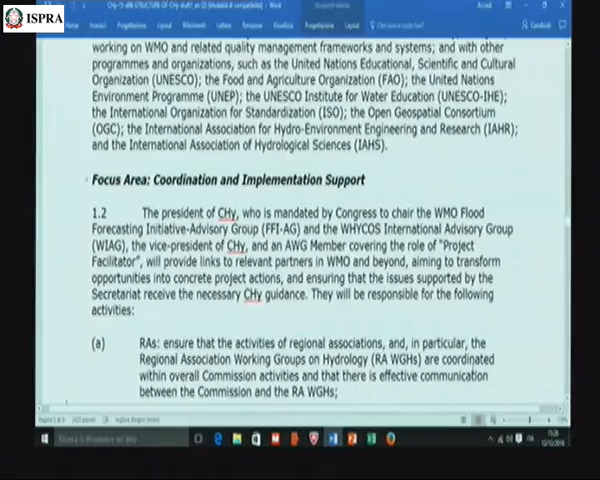 ISPRA
working on WMO and related quality management frameworks and systems; and with other
programmes and organizations, such as the United Nations Educational, Scientific and Cultural
Organization (UNESCO); the Food and Agriculture Organization (FAO); the United Nations
Environment Programme (UNEP); the UNESCO Institute for Water Education (UNESCO-IHE);
the International Organization for Standardization (ISO); the Open Geospatial Consortium
(OGC); the International Association for Hydro-Environment Engineering and Research (IAHR);
and the International Association of Hydrological Sciences (IAHS).
Focus Area: Coordination and Implementation Support
1.2 The president of CHy, who is mandated by Congress to chair the WMO Flood
Forecasting Initiative-Advisory Group (FFI-AG) and the WHYCOS International Advisory Group
(WIAG), the vice-president of CHy, and an AWG Member covering the role of "Project
Facilitator", will provide links to relevant partners in WMO and beyond, aiming to transform
opportunities into concrete project actions, and ensuring that the issues supported by the
Secretariat receive the necessary CHy guidance. They will be responsible for the following
activities:
(a) RAs: ensure that the activities of regional associations, and, in particular, the
Regional Association Working Groups on Hydrology (RA WGHs) are coordinated
within overall Commission activities and that there is effective communication
between the Commission and the RA WGHs;
12/12/2016